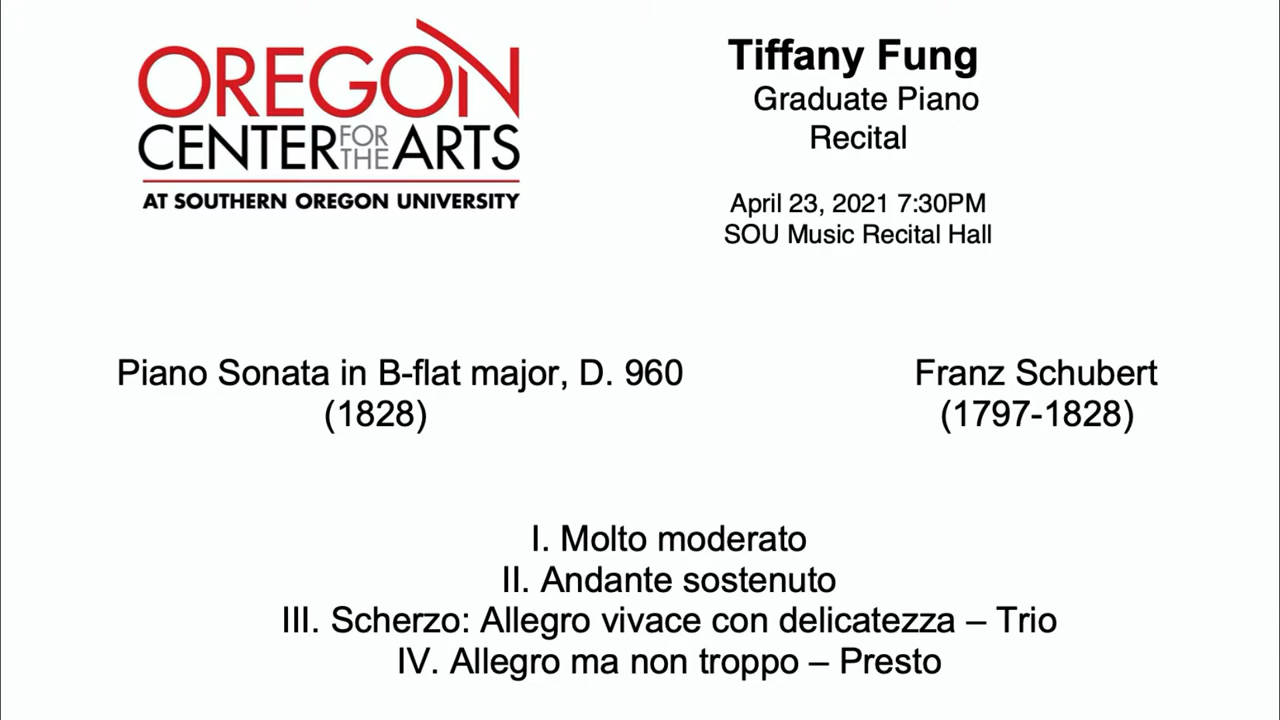 OREGON
CENTER FOR THE ARTS
AT SOUTHERN OREGON UNIVERSITY
Tiffany Fung
Graduate Piano
Recital
April 23, 2021 7:30PM
SOU Music Recital Hall
Piano Sonata in B-flat major, D. 960
(1828)
Franz Schubert
(1797-1828)
I. Molto moderato
II. Andante sostenuto
III. Scherzo: Allegro vivace con delicatezza – Trio
IV. Allegro ma non troppo – Presto